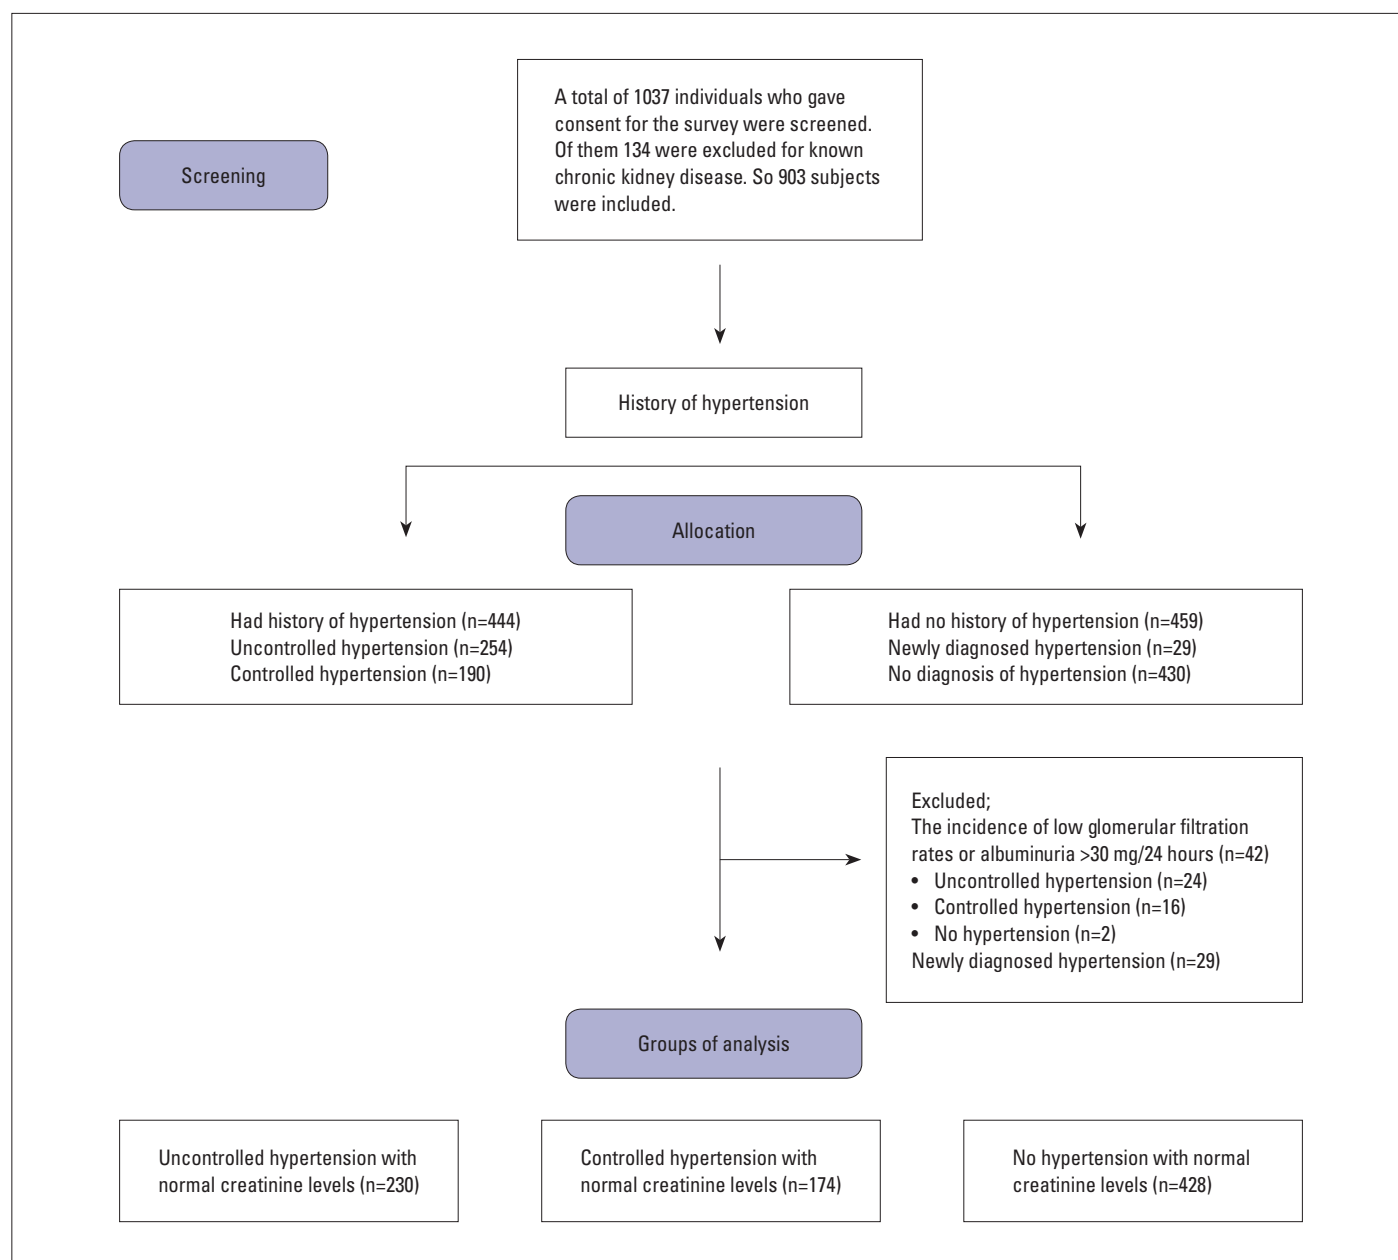 A total of 1037 individuals who gave
consent for the survey were screened.
Of them 134 were excluded for known
chronic kidney disease. So 903 subjects
were included.
Screening
History of hypertension
Allocation
Had history of hypertension (n=444)
Uncontrolled hypertension (n=254)
Controlled hypertension (n=190)
Had no history of hypertension (n=459)
Newly diagnosed hypertension (n=29)
No diagnosis of hypertension (n=430)
Excluded;
The incidence of low glomerular filtration
rates or albuminuria >30 mg/24 hours (n=42)
• Uncontrolled hypertension (n=24)
• Controlled hypertension (n=16)
• No hypertension (n=2)
Newly diagnosed hypertension (n=29)
Groups of analysis
Uncontrolled hypertension with
normal creatinine levels (n=230)
Controlled hypertension with
normal creatinine levels (n=174)
No hypertension with normal
creatinine levels (n=428)